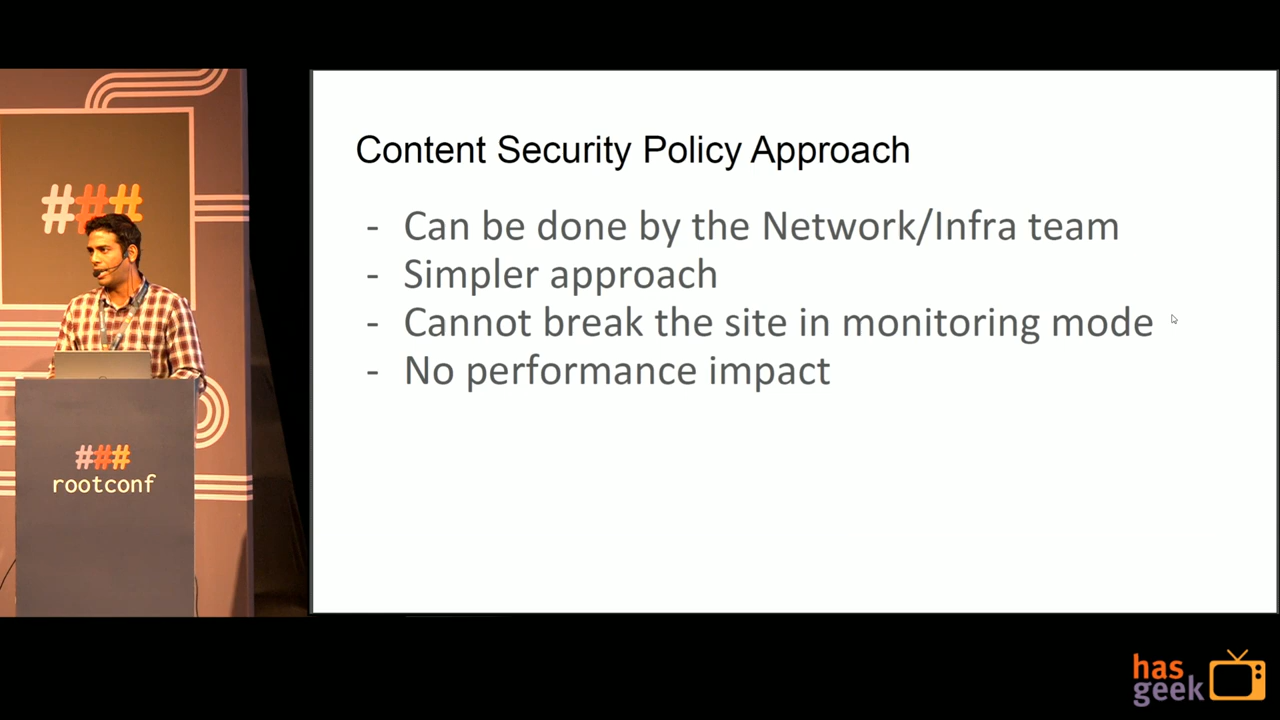 ###
###
rootconf
Content Security Policy Approach
- Can be done by the Network/Infra team
- Simpler approach
- Cannot break the site in monitoring mode
- No performance impact
has
geek